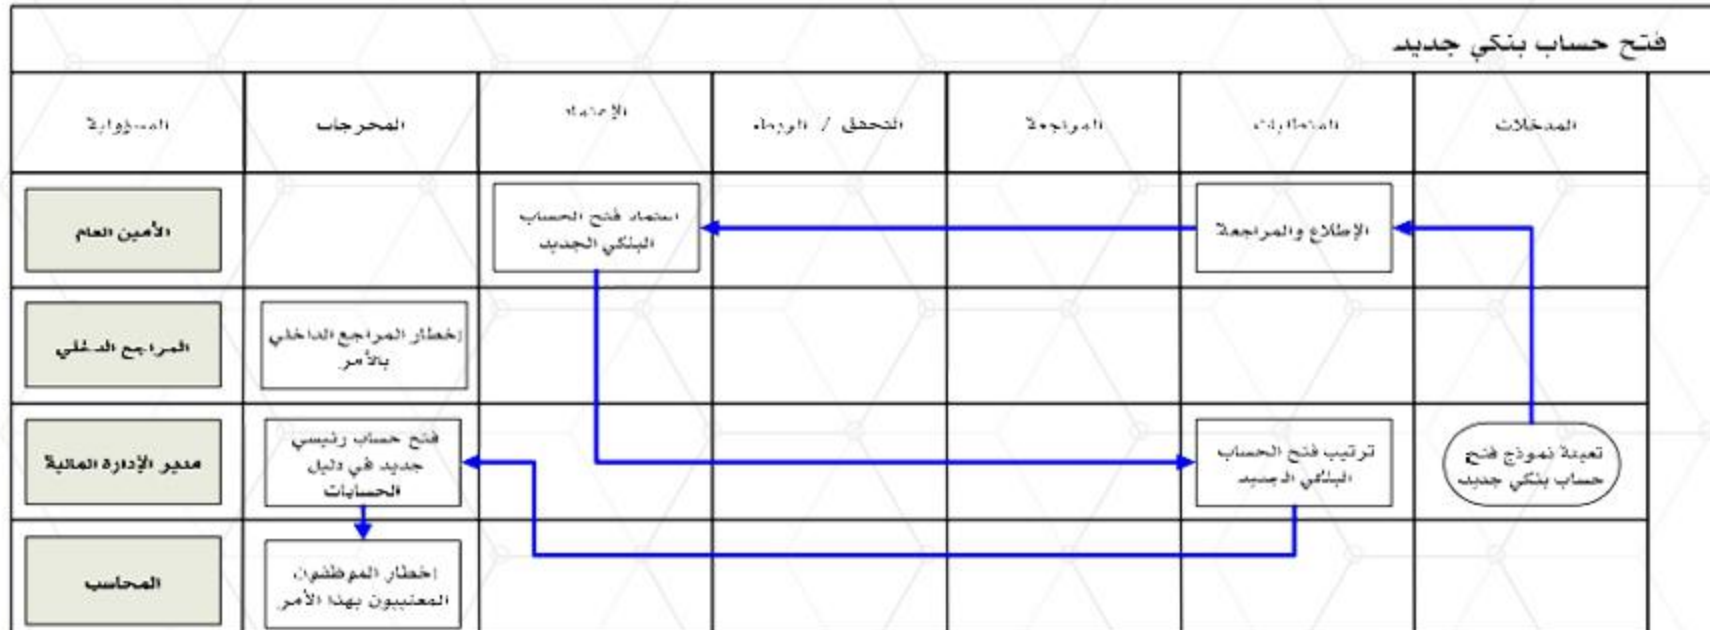 فتح حساب بنكي جديد
المدخلات
المتطلبات
المراجعة
التحقق / الربط
الإعتماد
المخرجات
المسؤولية
الإطلاع والمراجعة
اعتماد فتح الحساب
البنكي الجديد
الأمين العام
إخطار المراجع الداخلي
بالأمر
المراجع الداخلي
تعبئة نموذج فتح
حساب بنكي جديد
ترتيب فتح الحساب
البنكي الجديد
فتح حساب رئيسي
جديد في دليل
الحسابات
مدير الإدارة المالية
إخطار الموظفون
المعنييون بهذا الأمر
المحاسب